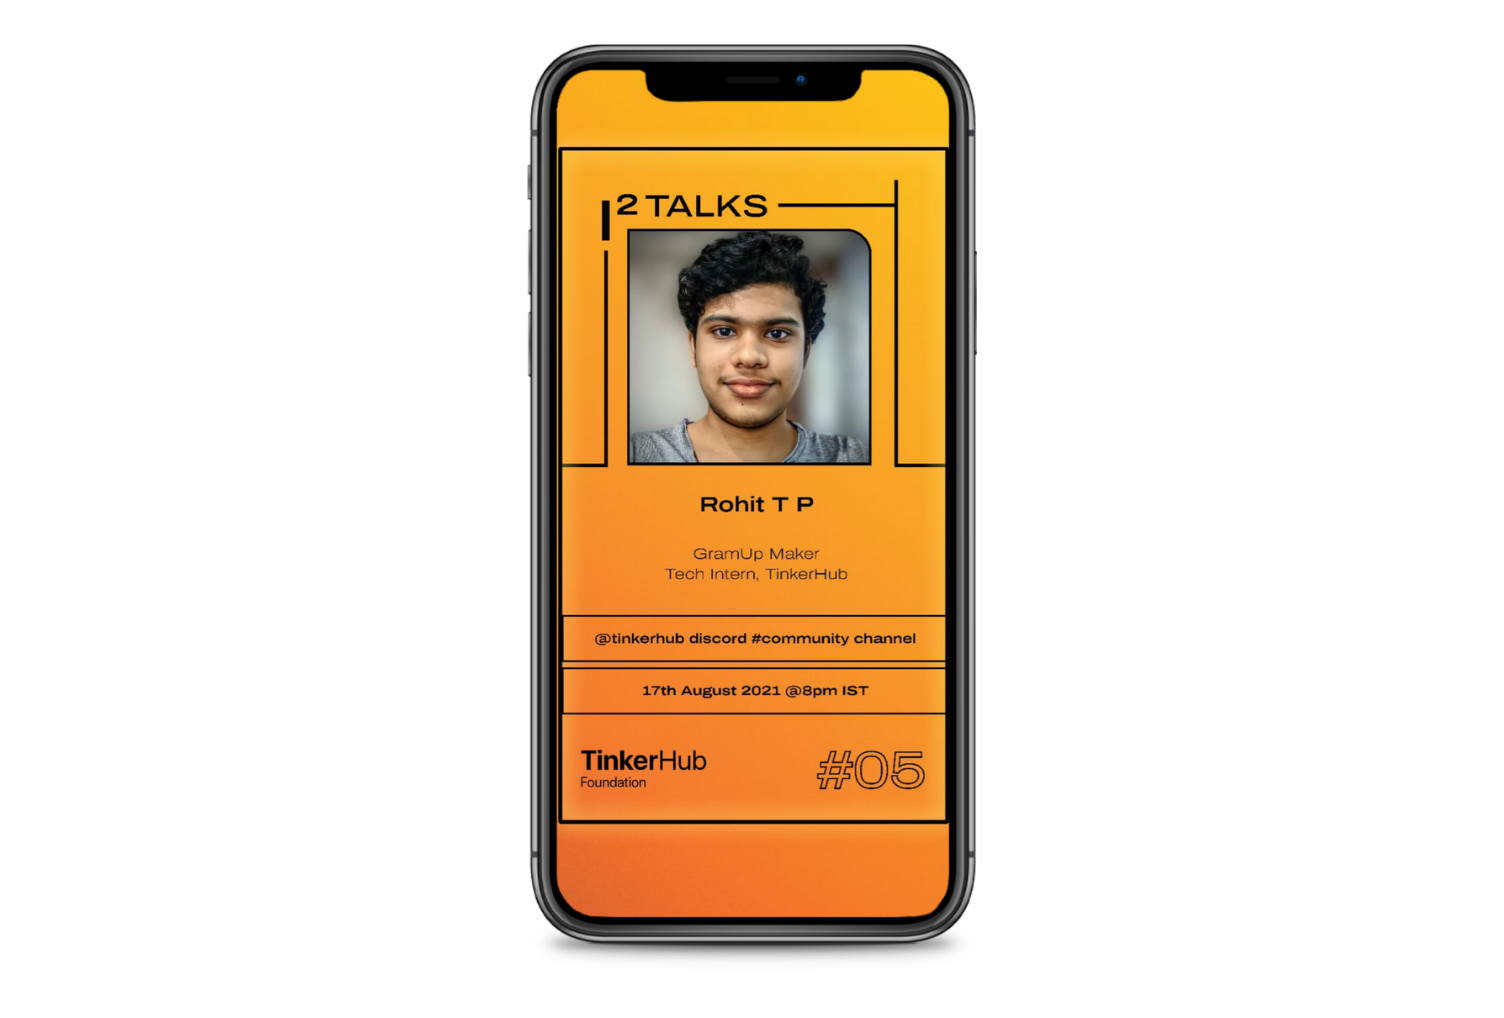 2 TALKS
Rohit T P
GramUp Maker
Tech Intern, TinkerHub
@tinkerhub discord #community channel
17th August 2021 @8pm IST
TinkerHub
Foundation
#05